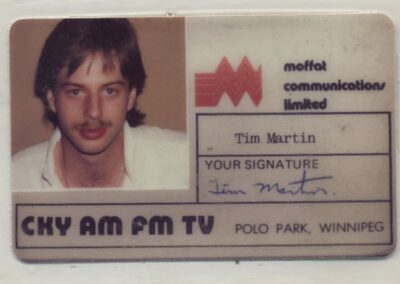 moffat
communications
limited
Tim Martin
YOUR SIGNATURE
Tim Martin.
CKY AM FM TV
POLO PARK, WINNIPEG